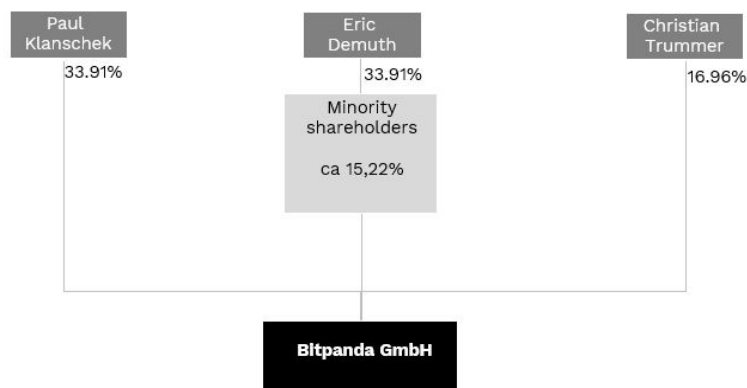 Paul
Klanschek
33.91%
Eric
Demuth
33.91%
Christian
Trummer
16.96%
Minority
shareholders
ca 15,22%
Bitpanda GmbH